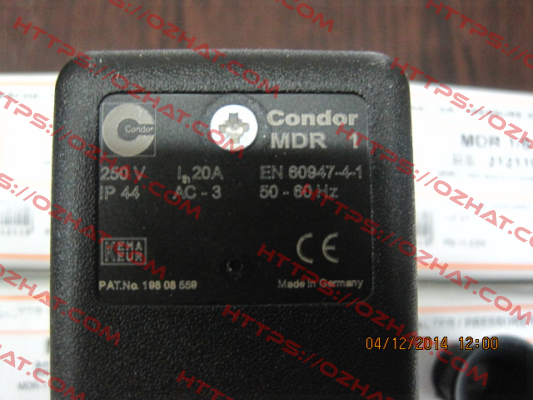 Condor
Condor
MDR 1
250 V Ith 20A EN 60947-4-1
IP 44 AC - 3 50 - 60 Hz
KEMA
KEUR
CE
PAT.No. 198 08 559 Made in Germany
MDR
04/12/2014 12:00
HTTPS://OZHAT.COM